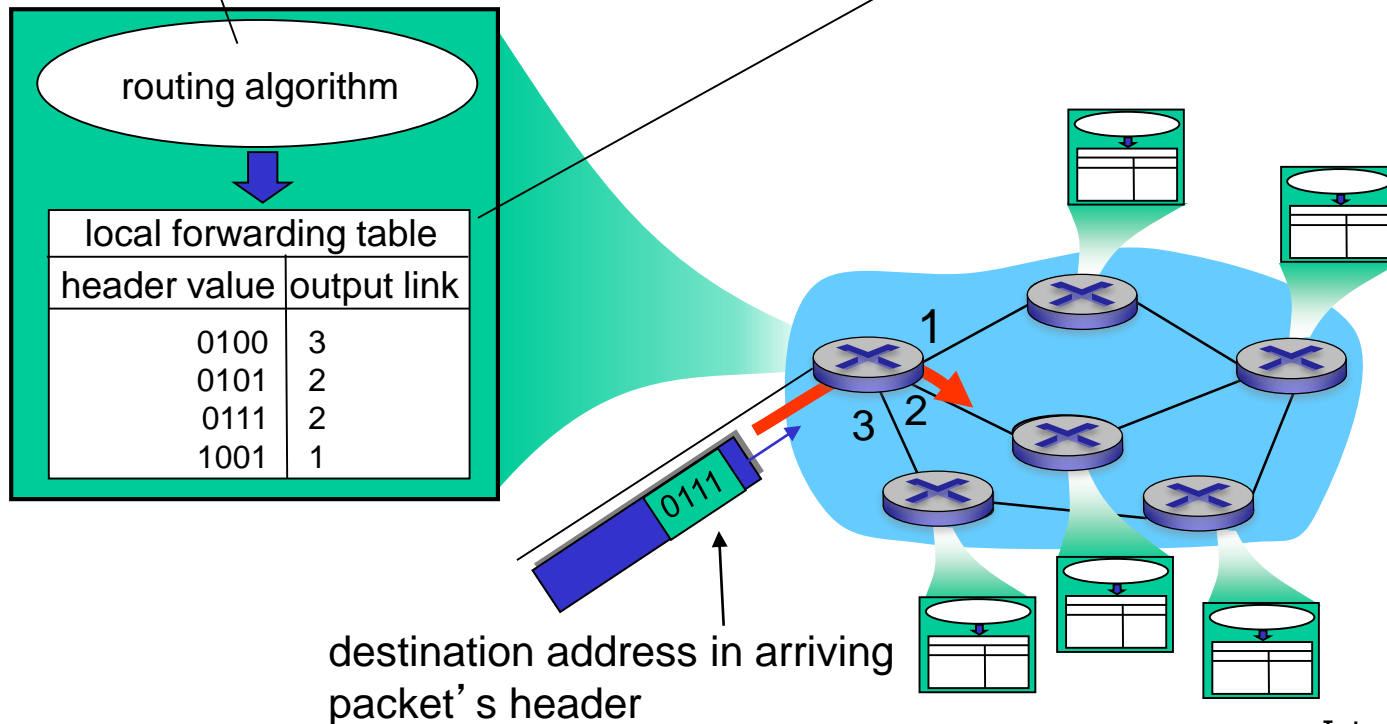 routing algorithm
local forwarding table
header value output link
0100 3
0101 2
0111 2
1001 1
1
2
3
0111
destination address in arriving
packet’s header